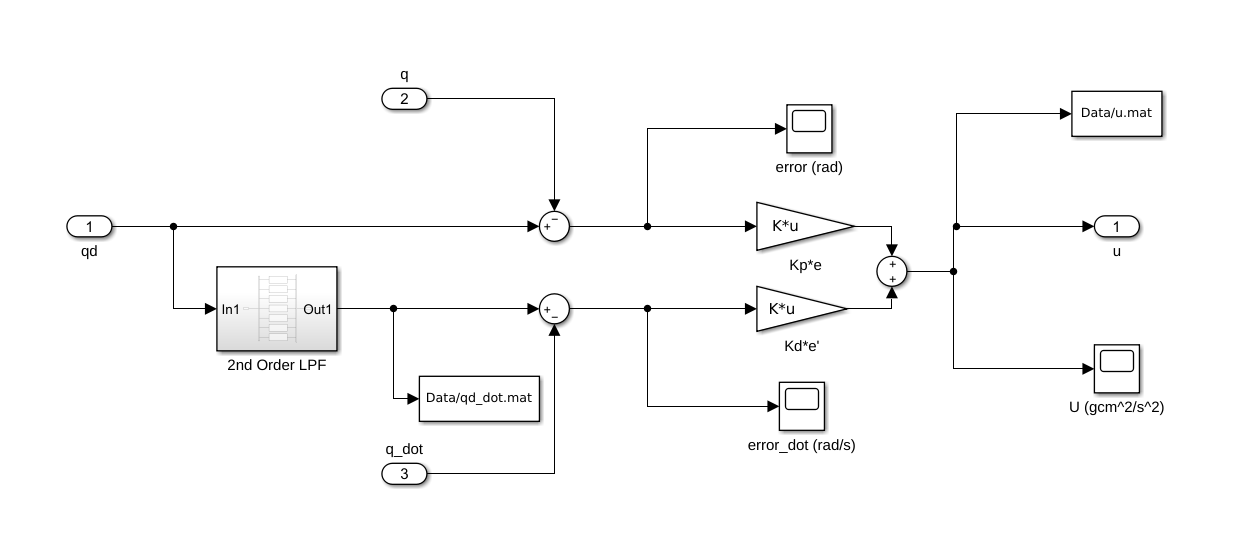 q
2
Data/u.mat
error (rad)
1
qd
−
+
K*u
Kp*e
1
u
+
+
In1
Out1
2nd Order LPF
+
−
K*u
Kd*e'
Data/qd_dot.mat
U (gcm^2/s^2)
error_dot (rad/s)
q_dot
3